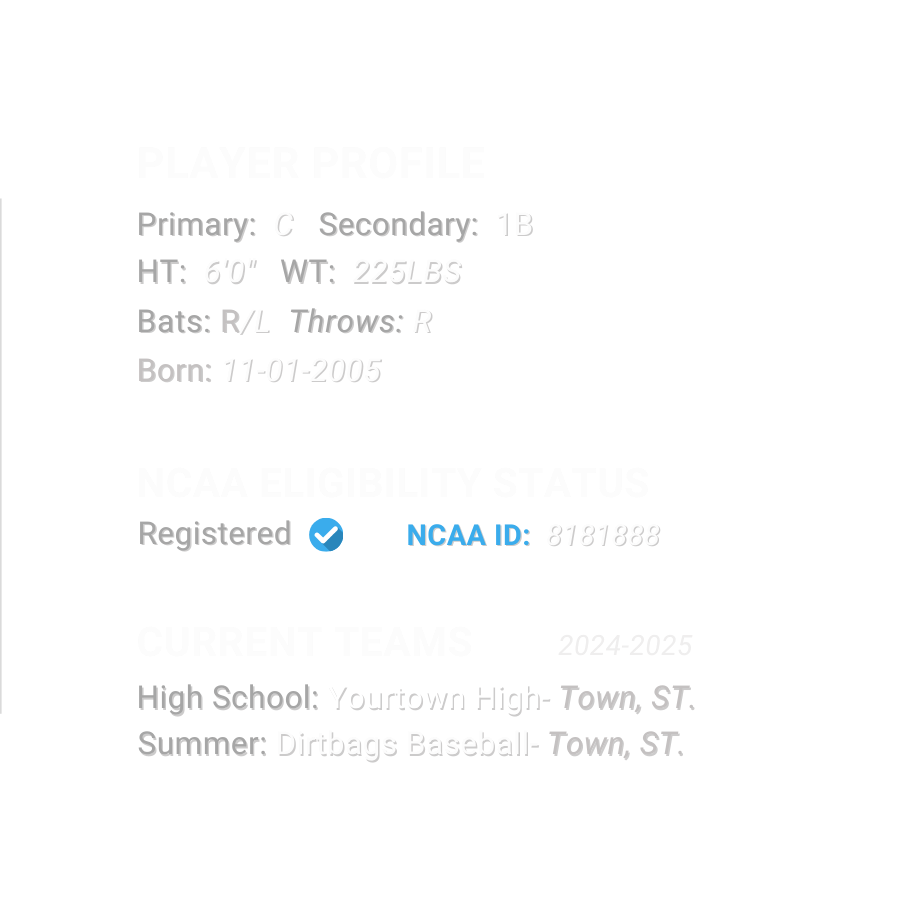 PLAYER PROFILE
Primary: C Secondary: 1B
HT: 6'0" WT: 225LBS
Bats: R/L Throws: R
Born: 11-01-2005
NCAA ELIGIBILITY STATUS
Registered NCAA ID: 8181888
CURRENT TEAMS 2024-2025
High School: Yourtown High- Town, ST.
Summer: Dirtbags Baseball- Town, ST.